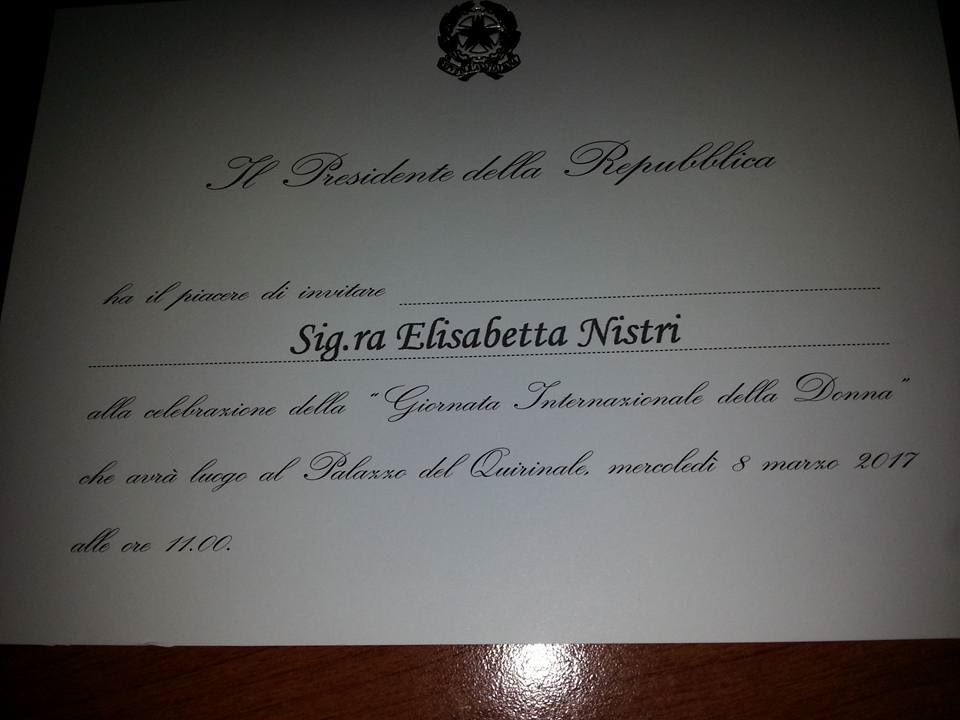 Il Presidente della Repubblica
ha il piacere di invitare
Sig.ra Elisabetta Nistri
alla celebrazione della "Giornata Internazionale della Donna"
che avrà luogo al Palazzo del Quirinale, mercoledì 8 marzo 2017
alle ore 11.00.